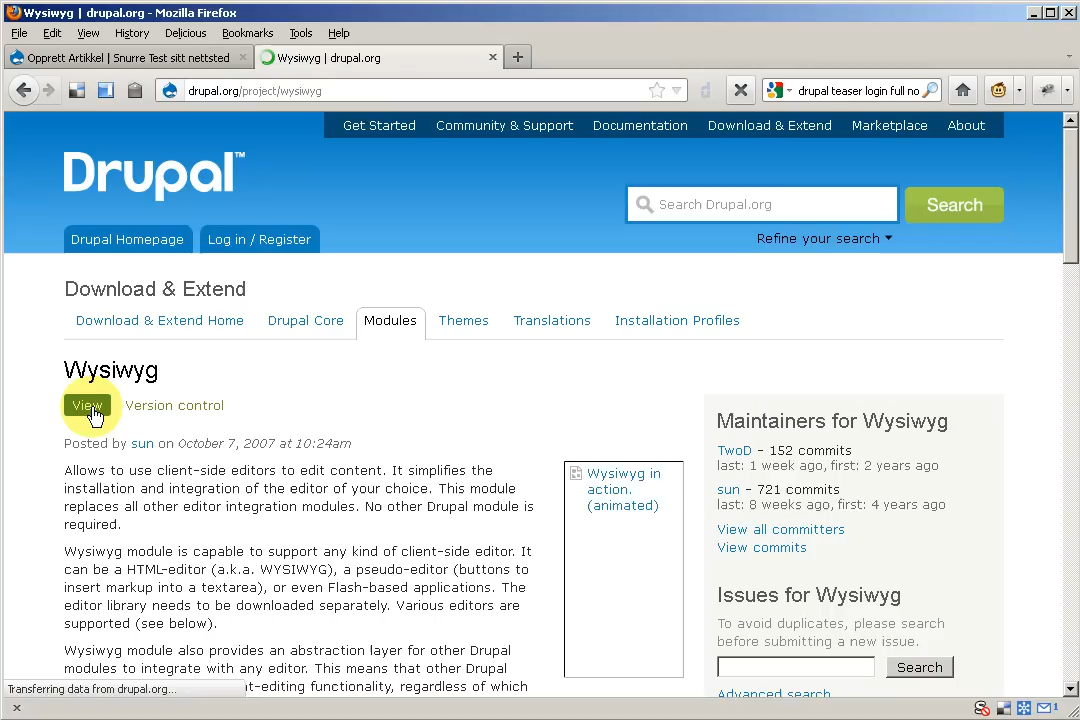 Wysiwyg | drupal.org - Mozilla Firefox
File Edit View History Delicious Bookmarks Tools Help
Opprett Artikkel | Snurre Test sitt nettsted
Wysiwyg | drupal.org
drupal.org/project/wysiwyg
drupal teaser login full no
Get Started Community & Support Documentation Download & Extend Marketplace About
Drupal™
Search Drupal.org
Search
Refine your search
Drupal Homepage
Log in / Register
Download & Extend
Download & Extend Home Drupal Core Modules Themes Translations Installation Profiles
Wysiwyg
View Version control
Posted by sun on October 7, 2007 at 10:24am
Allows to use client-side editors to edit content. It simplifies the
installation and integration of the editor of your choice. This module
replaces all other editor integration modules. No other Drupal module is
required.
Wysiwyg module is capable to support any kind of client-side editor. It
can be a HTML-editor (a.k.a. WYSIWYG), a pseudo-editor (buttons to
insert markup into a textarea), or even Flash-based applications. The
editor library needs to be downloaded separately. Various editors are
supported (see below).
Wysiwyg module also provides an abstraction layer for other Drupal
modules to integrate with any editor. This means that other Drupal
nt-editing functionality, regardless of which
Wysiwyg in
action.
(animated)
Maintainers for Wysiwyg
TwoD - 152 commits
last: 1 week ago, first: 2 years ago
sun - 721 commits
last: 8 weeks ago, first: 4 years ago
View all committers
View commits
Issues for Wysiwyg
To avoid duplicates, please search
before submitting a new issue.
Search
Advanced search
Transferring data from drupal.org...
1